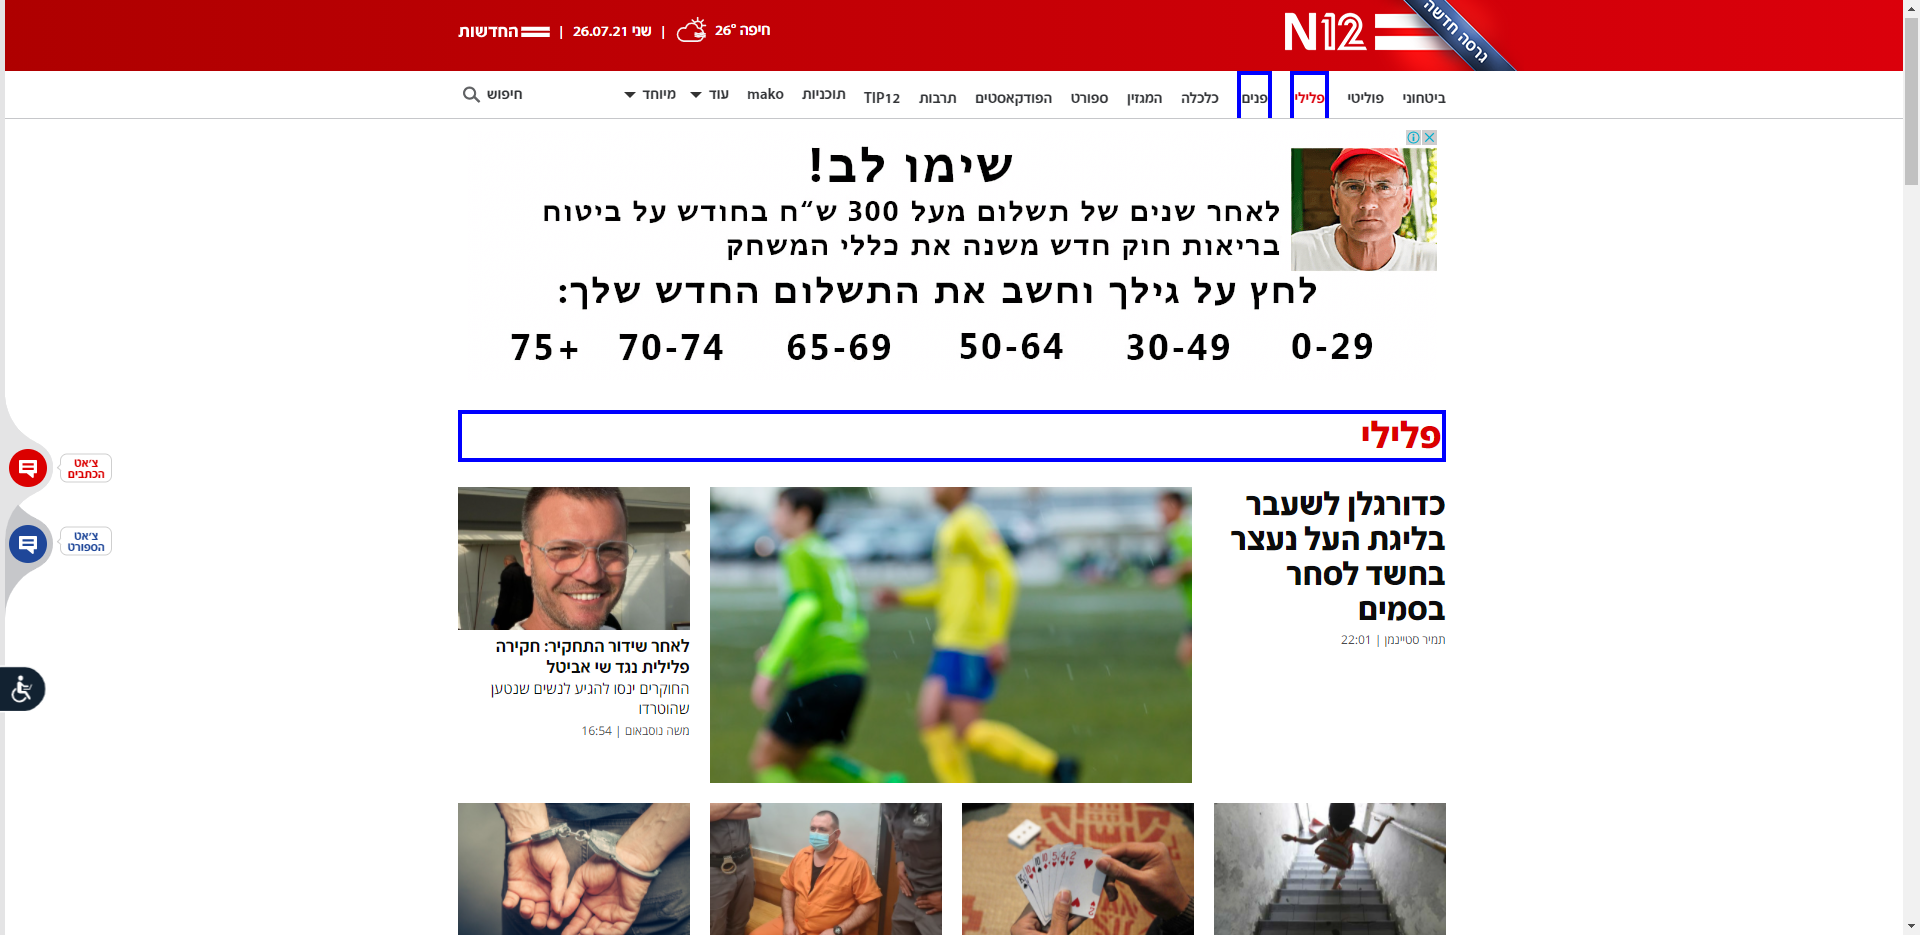 גרסה חדשה
N12
חיפה 26°
|
שני 26.07.21
|
החדשות
ביטחוני
פוליטי
פלילי
פנים
כלכלה
המגזין
ספורט
הפודקאסטים
תרבות
TIP12
תוכניות
mako
עוד
מיוחד
חיפוש
שימו לב!
לאחר שנים של תשלום מעל 300 ש“ח בחודש על ביטוח
בריאות חוק חדש משנה את כללי המשחק
לחץ על גילך וחשב את התשלום החדש שלך:
0-29
30-49
50-64
65-69
70-74
75+
פלילי
כדורגלן לשעבר
בליגת העל נעצר
בחשד לסחר
בסמים
תמיר סטיינמן | 22:01
לאחר שידור התחקיר: חקירה
פלילית נגד שי אביטל
החוקרים ינסו להגיע לנשים שנטען
שהוטרדו
משה נוסבאום | 16:54
צ'אט
הכתבים
צ'אט
הספורט